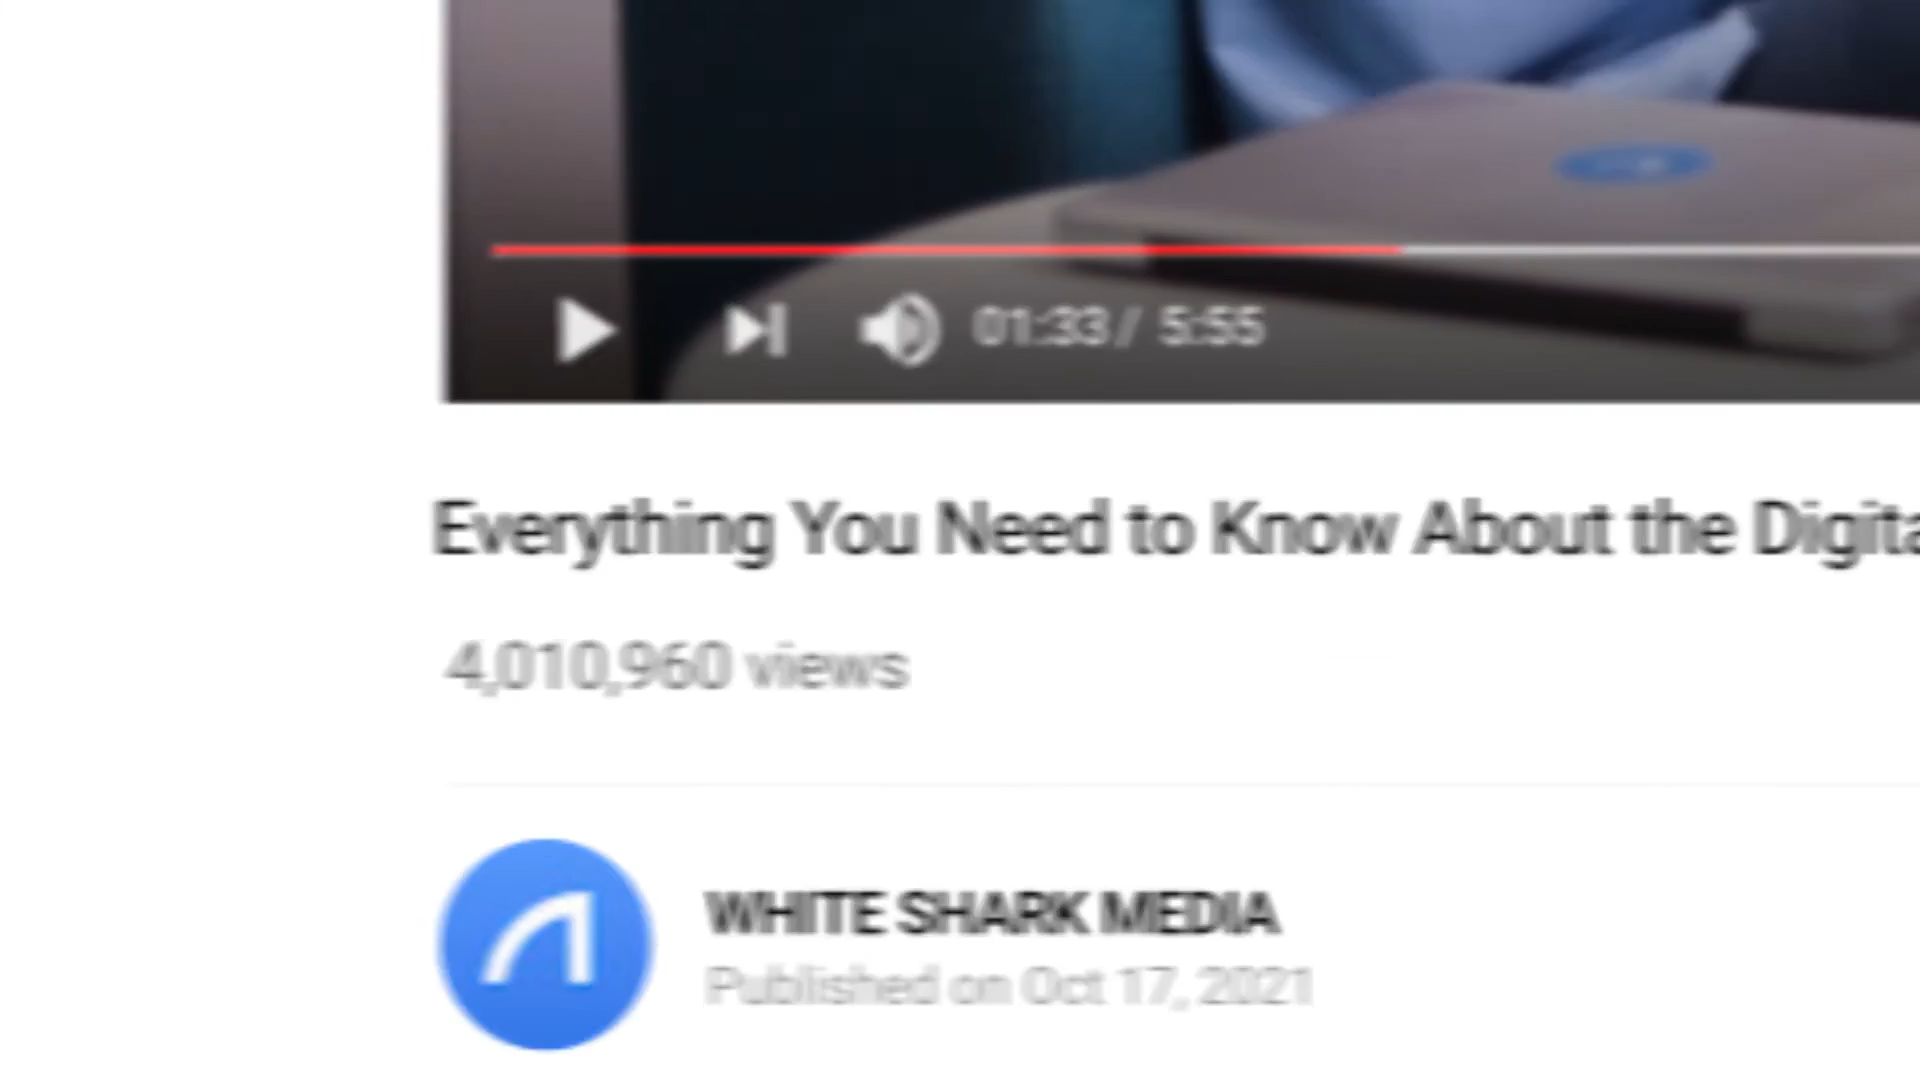 01:33 / 5:55
Everything You Need to Know About the Digita
4,010,960 views
WHITE SHARK MEDIA
Published on Oct 17, 2021